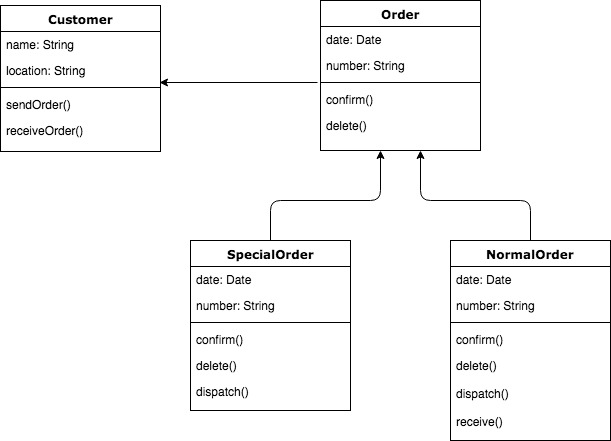 Customer
name: String
location: String
sendOrder()
receiveOrder()
Order
date: Date
number: String
confirm()
delete()
SpecialOrder
date: Date
number: String
confirm()
delete()
dispatch()
NormalOrder
date: Date
number: String
confirm()
delete()
dispatch()
receive()